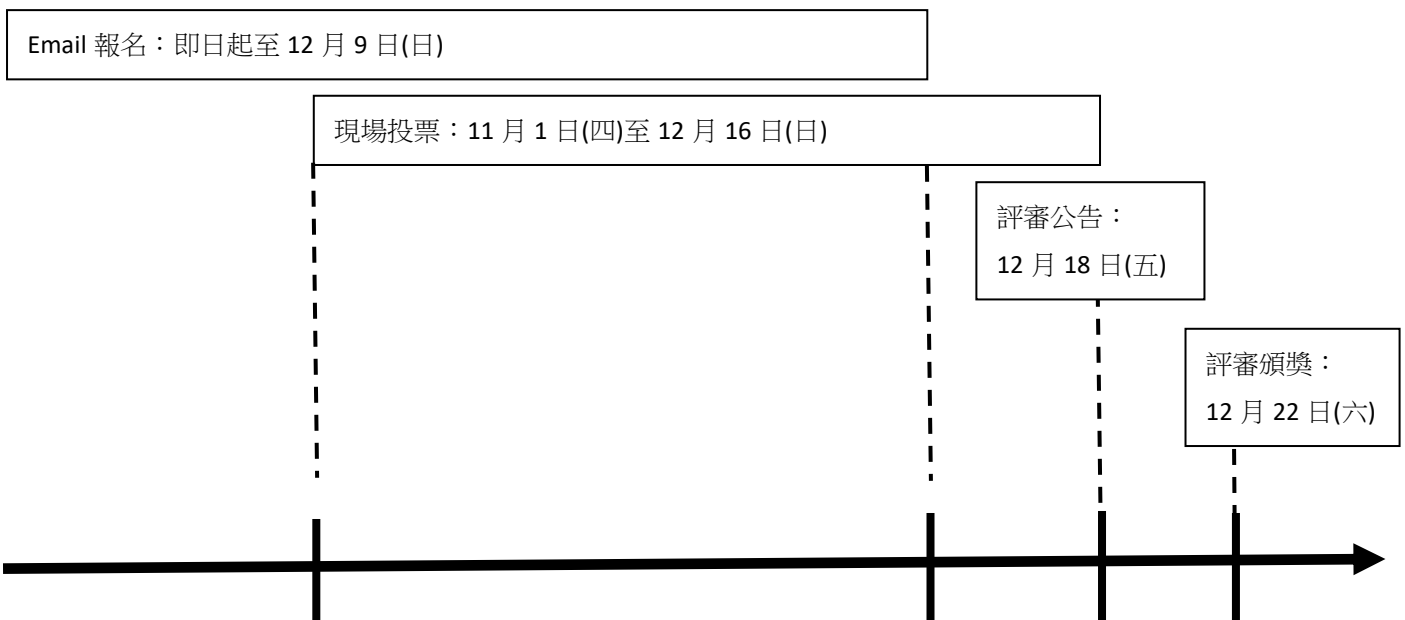 Email 報名：即日起至 12 月 9 日(日)
現場投票：11 月 1 日(四)至 12 月 16 日(日)
評審公告：
12 月 18 日(五)
評審頒獎：
12 月 22 日(六)